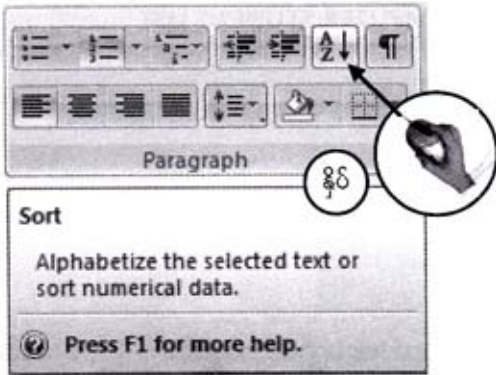 A
Z
¶
Paragraph
Sort
Alphabetize the selected text or
sort numerical data.
Press F1 for more help.